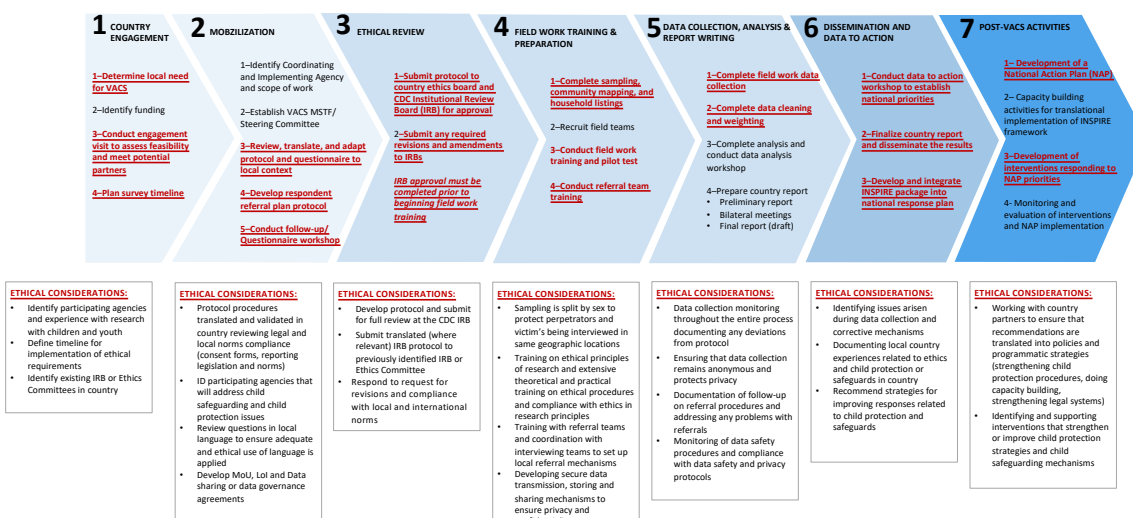 1 COUNTRY
ENGAGEMENT
1–Determine local need
for VACS
2–Identify funding
3–Conduct engagement
visit to assess feasibility
and meet potential
partners
4–Plan survey timeline
2 MOBZILIZATION
1–Identify Coordinating
and Implementing Agency
and scope of work
2–Establish VACS MSTF/
Steering Committee
3–Review, translate, and adapt
protocol and questionnaire to
local context
4–Develop respondent
referral plan protocol
5–Conduct follow-up/
Questionnaire workshop
3 ETHICAL REVIEW
1–Submit protocol to
country ethics board and
CDC Institutional Review
Board (IRB) for approval
2–Submit any required
revisions and amendments
to IRBs
IRB approval must be
completed prior to
beginning field work
training
4 FIELD WORK TRAINING &
PREPARATION
1–Complete sampling,
community mapping, and
household listings
2–Recruit field teams
3–Conduct field work
training and pilot test
4–Conduct referral team
training
5 DATA COLLECTION, ANALYSIS &
REPORT WRITING
1–Complete field work data
collection
2–Complete data cleaning
and weighting
3–Complete analysis and
conduct data analysis
workshop
4–Prepare country report
• Preliminary report
• Bilateral meetings
• Final report (draft)
6 DISSEMINATION AND
DATA TO ACTION
1–Conduct data to action
workshop to establish
national priorities
2–Finalize country report
and disseminate the results
3–Develop and integrate
INSPIRE package into
national response plan
7 POST-VACS ACTIVITIES
1– Development of a
National Action Plan (NAP)
2– Capacity building
activities for translational
implementation of INSPIRE
framework
3–Development of
interventions responding to
NAP priorities
4- Monitoring and
evaluation of interventions
and NAP implementation
ETHICAL CONSIDERATIONS:
• Identify participating agencies
and experience with research
with children and youth
• Define timeline for
implementation of ethical
requirements
• Identify existing IRB or Ethics
Committees in country
ETHICAL CONSIDERATIONS:
• Protocol procedures
translated and validated in
country reviewing legal and
local norms compliance
(consent forms, reporting
legislation and norms)
• ID participating agencies that
will address child
safeguarding and child
protection issues
• Review questions in local
language to ensure adequate
and ethical use of language is
applied
• Develop MoU, LoI and Data
sharing or data governance
agreements
ETHICAL CONSIDERATIONS:
• Develop protocol and submit
for full review at the CDC IRB
• Submit translated (where
relevant) IRB protocol to
previously identified IRB or
Ethics Committee
• Respond to request for
revisions and compliance
with local and international
norms
ETHICAL CONSIDERATIONS:
• Sampling is split by sex to
protect perpetrators and
victim's being interviewed in
same geographic locations
• Training on ethical principles
of research and extensive
theoretical and practical
training on ethical procedures
and compliance with ethics in
research principles
• Training with referral teams
and coordination with
interviewing teams to set up
local referral mechanisms
• Developing secure data
transmission, storing and
sharing mechanisms to
ensure privacy and
ETHICAL CONSIDERATIONS:
• Data collection monitoring
throughout the entire process
documenting any deviations
from protocol
• Ensuring that data collection
remains anonymous and
protects privacy
• Documentation of follow-up
on referral procedures and
addressing any problems with
referrals
• Monitoring of data safety
procedures and compliance
with data safety and privacy
protocols
ETHICAL CONSIDERATIONS:
• Identifying issues arisen
during data collection and
corrective mechanisms
• Documenting local country
experiences related to ethics
and child protection or
safeguards in country
• Recommend strategies for
improving responses related
to child protection and
safeguards
ETHICAL CONSIDERATIONS:
• Working with country
partners to ensure that
recommendations are
translated into policies and
programmatic strategies
(strengthening child
protection procedures, doing
capacity building,
strengthening legal systems)
• Identifying and supporting
interventions that strengthen
or improve child protection
strategies and child
safeguarding mechanisms